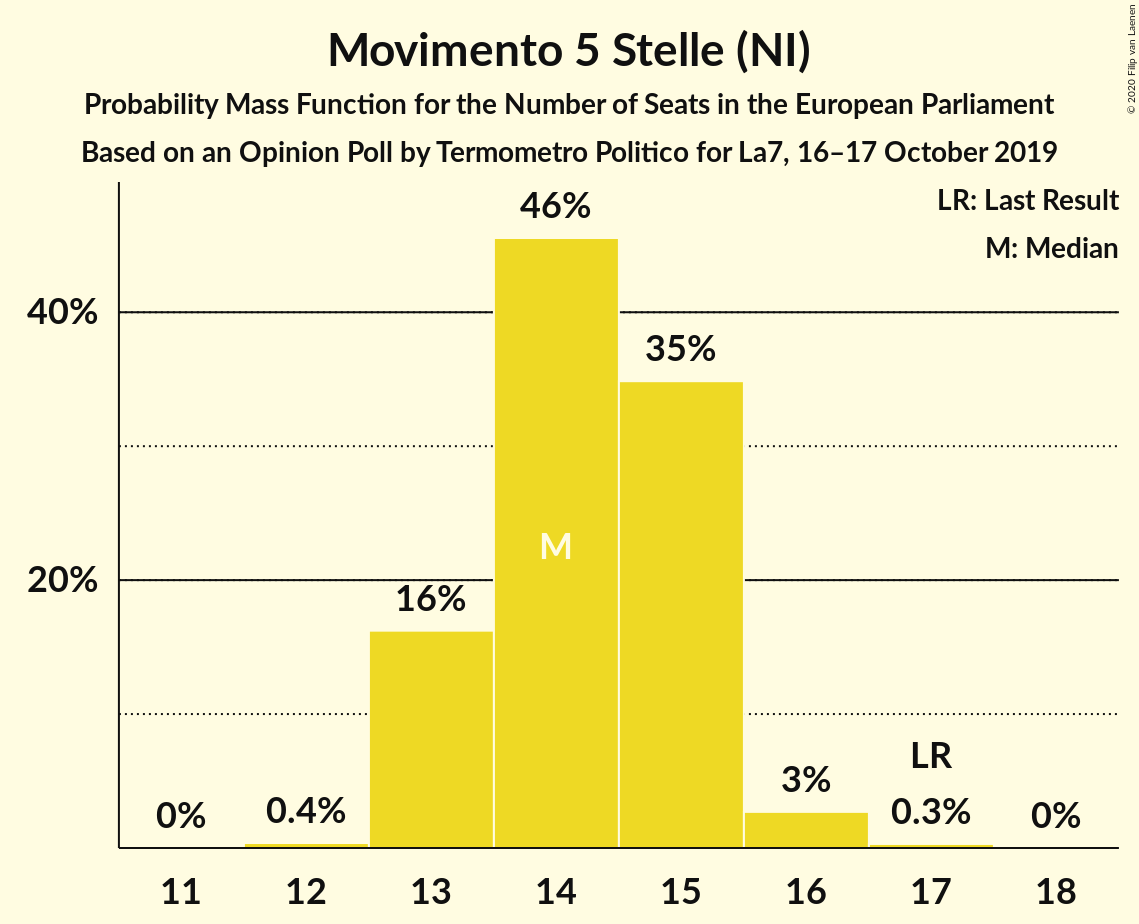 Movimento 5 Stelle (NI)
Probability Mass Function for the Number of Seats in the European Parliament
Based on an Opinion Poll by Termometro Politico for La7, 16–17 October 2019
© 2020 Filip van Laenen
LR: Last Result
M: Median
46%
40%
35%
M
20%
16%
LR
3%
0% 0.4% 0.3% 0%
11 12 13 14 15 16 17 18